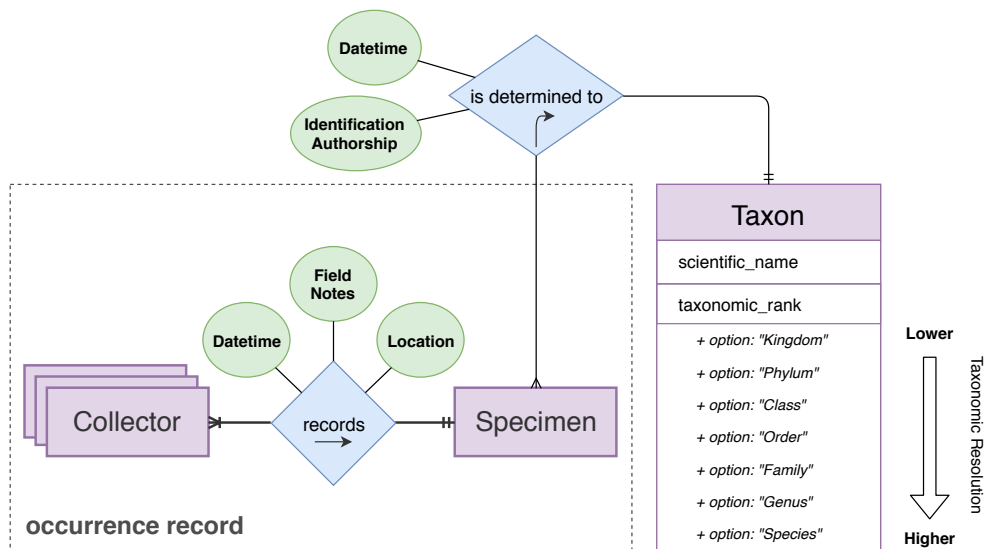 Datetime
is determined to
Identification
Authorship
Taxon
scientific_name
taxonomic_rank
+ option: "Kingdom"
+ option: "Phylum"
+ option: "Class"
+ option: "Order"
+ option: "Family"
+ option: "Genus"
+ option: "Species"
Lower
Taxonomic Resolution
Higher
Field
Notes
Datetime
Location
Collector
records
Specimen
occurrence record